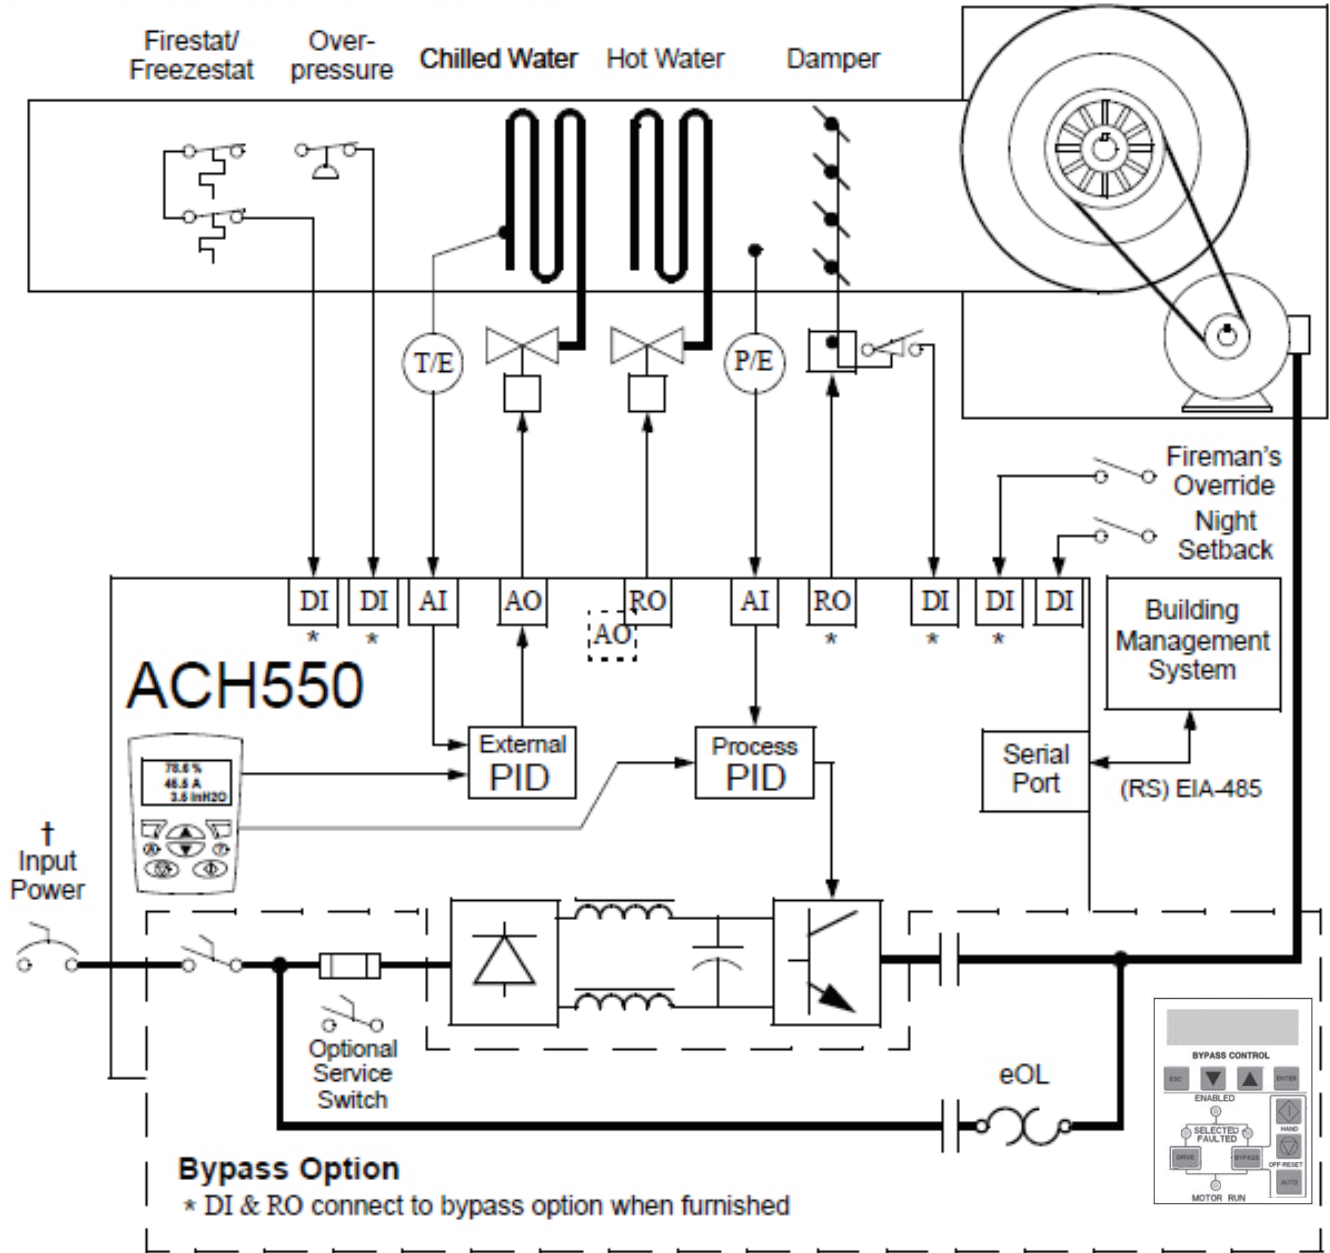 Firestat/
Freezestat
Over-
pressure
Chilled Water
Hot Water
Damper
T/E
P/E
Fireman's
Override
Night
Setback
DI
DI
AI
AO
RO
AI
RO
DI
DI
DI
*
*
AO
*
*
*
Building
Management
System
ACH550
External
PID
Process
PID
Serial
Port
(RS) EIA-485
78.6 %
45.5 A
3.5 InH2O
†
Input
Power
Optional
Service
Switch
eOL
BYPASS CONTROL
ESC
ENTER
ENABLED
HAND
SELECTED
FAULTED
DRIVE
BYPASS
OFF/RESET
AUTO
MOTOR RUN
Bypass Option
* DI & RO connect to bypass option when furnished